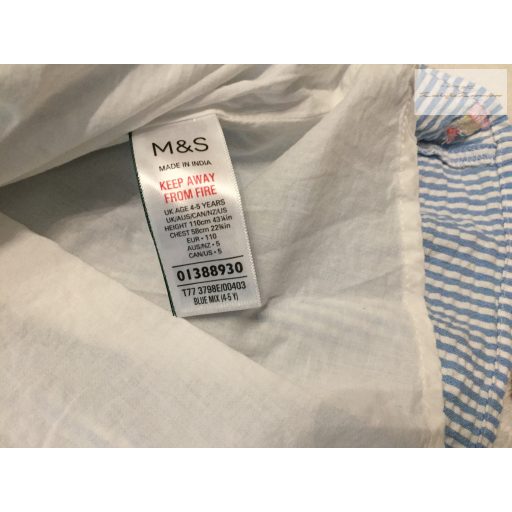 M&S
MADE IN INDIA
KEEP AWAY
FROM FIRE
UK AGE 4-5 YEARS
UK/AUS/CAN/NZ/US
HEIGHT 110cm 43¼in
CHEST 58cm 22¾in
EUR - 110
AUS/NZ - 5
CAN/US - 5
01388930
T77 3798E/00403
BLUE MIX (4-5 Y)